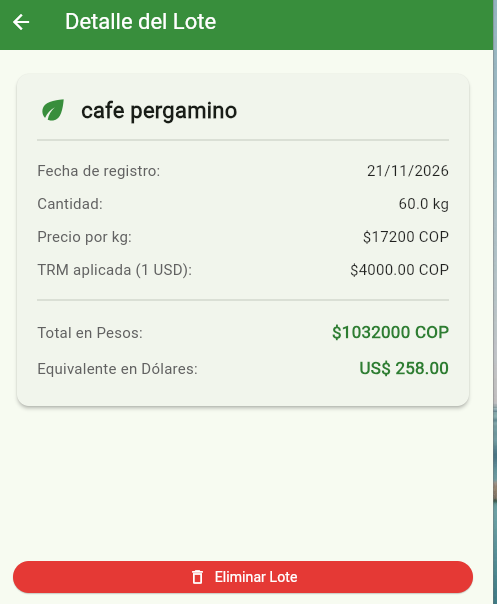 Detalle del Lote
cafe pergamino
Fecha de registro: 21/11/2026
Cantidad: 60.0 kg
Precio por kg: $17200 COP
TRM aplicada (1 USD): $4000.00 COP
Total en Pesos: $1032000 COP
Equivalente en Dólares: US$ 258.00
Eliminar Lote